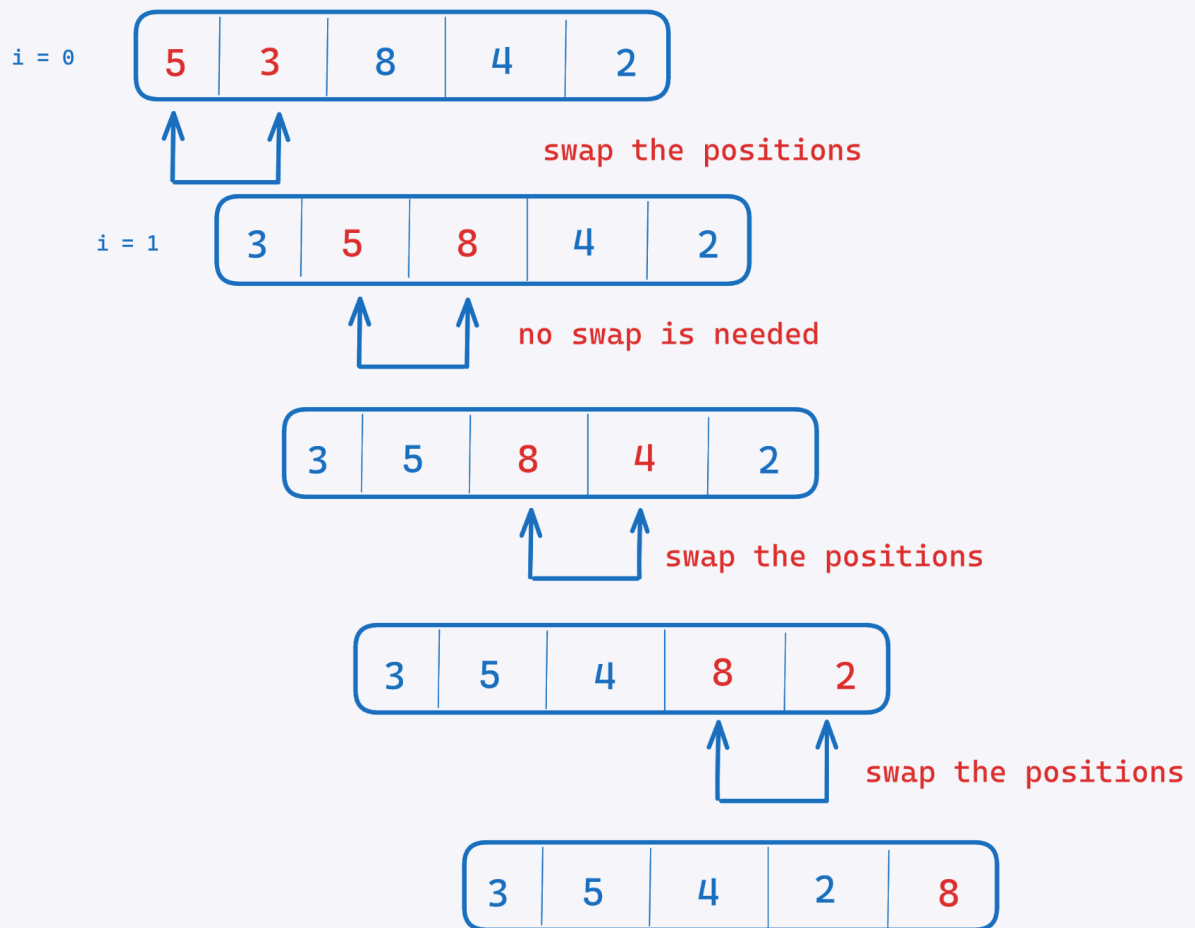 i = 0
5 3 8 4 2
swap the positions
i = 1
3 5 8 4 2
no swap is needed
3 5 8 4 2
swap the positions
3 5 4 8 2
swap the positions
3 5 4 2 8